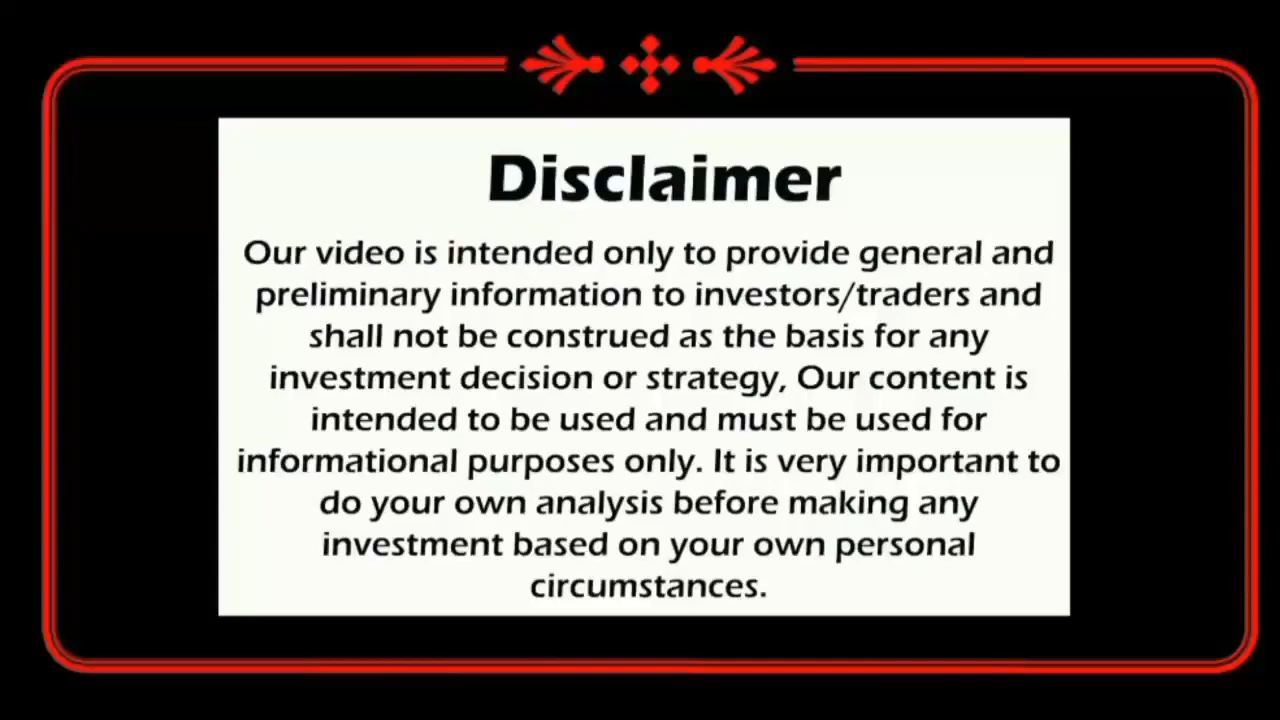 Disclaimer
Our video is intended only to provide general and
preliminary information to investors/traders and
shall not be construed as the basis for any
investment decision or strategy, Our content is
intended to be used and must be used for
informational purposes only. It is very important to
do your own analysis before making any
investment based on your own personal
circumstances.